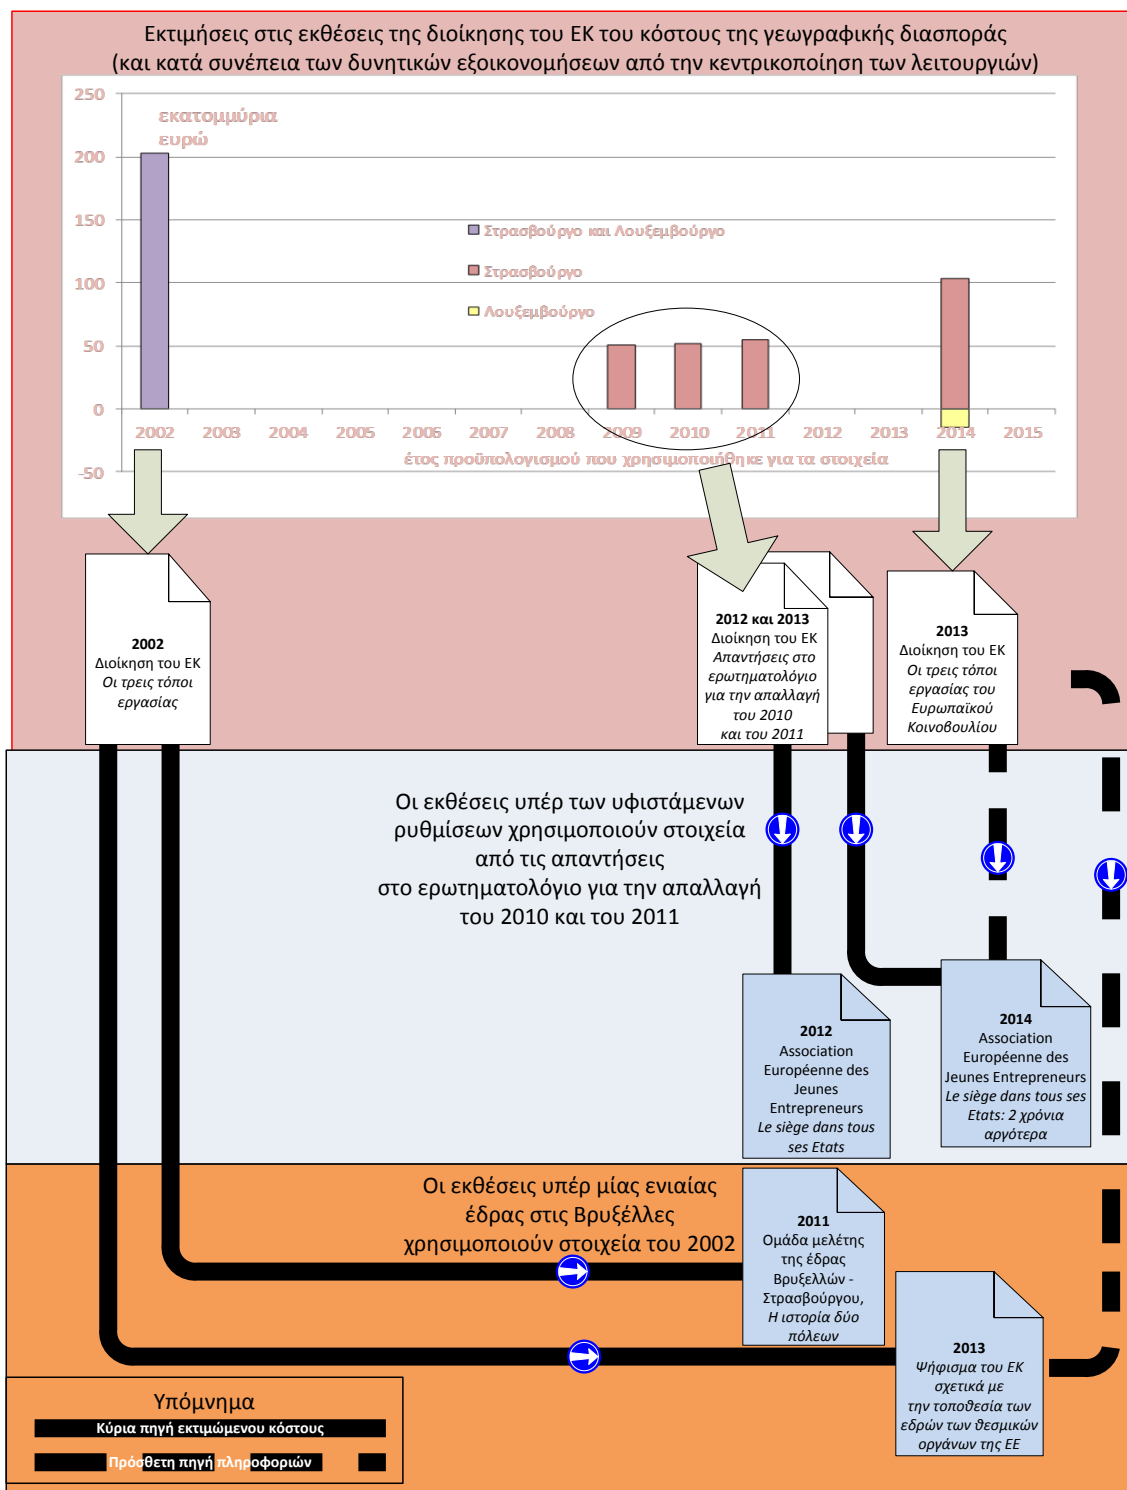 Εκτιμήσεις στις εκθέσεις της διοίκησης του ΕΚ του κόστους της γεωγραφικής διασποράς
(και κατά συνέπεια των δυνητικών εξοικονομήσεων από την κεντρικοποίηση των λειτουργιών)
250
200
150
100
50
0
-50
εκατομμύρια
ευρώ
Στρασβούργο και Λουξεμβούργο
Στρασβούργο
Λουξεμβούργο
2002 2003 2004 2005 2006 2007 2008 2009 2010 2011 2012 2013 2014 2015
έτος προϋπολογισμού που χρησιμοποιήθηκε για τα στοιχεία
2002
Διοίκηση του ΕΚ
Οι τρεις τόποι
εργασίας
2012 και 2013
Διοίκηση του ΕΚ
Απαντήσεις στο
ερωτηματολόγιο
για την απαλλαγή
του 2010
και του 2011
2013
Διοίκηση του ΕΚ
Οι τρεις τόποι
εργασίας του
Ευρωπαϊκού
Κοινοβουλίου
Οι εκθέσεις υπέρ των υφιστάμενων
ρυθμίσεων χρησιμοποιούν στοιχεία
από τις απαντήσεις
στο ερωτηματολόγιο για την απαλλαγή
του 2010 και του 2011
2012
Association
Européenne des
Jeunes
Entrepreneurs
Le siège dans tous
ses Etats
2014
Association
Européenne des
Jeunes Entrepreneurs
Le siège dans tous ses
Etats: 2 χρόνια
αργότερα
Οι εκθέσεις υπέρ μίας ενιαίας
έδρας στις Βρυξέλλες
χρησιμοποιούν στοιχεία του 2002
2011
Ομάδα μελέτης
της έδρας
Βρυξελλών -
Στρασβούργου,
Η ιστορία δύο
πόλεων
2013
Ψήφισμα του ΕΚ
σχετικά με
την τοποθεσία των
εδρών των θεσμικών
οργάνων της ΕΕ
Υπόμνημα
Κύρια πηγή εκτιμώμενου κόστους
Πρόσθετη πηγή πληροφοριών